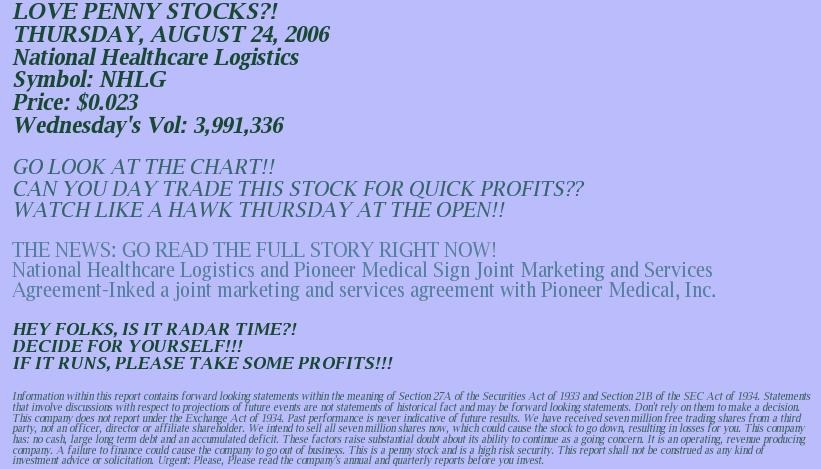 LOVE PENNY STOCKS?!
THURSDAY, AUGUST 24, 2006
National Healthcare Logistics
Symbol: NHLG
Price: $0.023
Wednesday's Vol: 3,991,336
GO LOOK AT THE CHART!!
CAN YOU DAY TRADE THIS STOCK FOR QUICK PROFITS??
WATCH LIKE A HAWK THURSDAY AT THE OPEN!!
THE NEWS: GO READ THE FULL STORY RIGHT NOW!
National Healthcare Logistics and Pioneer Medical Sign Joint Marketing and Services
Agreement-Inked a joint marketing and services agreement with Pioneer Medical, Inc.
HEY FOLKS, IS IT RADAR TIME?!
DECIDE FOR YOURSELF!!!
IF IT RUNS, PLEASE TAKE SOME PROFITS!!!
Information within this report contains forward looking statements within the meaning of Section 27A of the Securities Act of 1933 and Section 21B of the SEC Act of 1934. Statements
that involve discussions with respect to projections of future events are not statements of historical fact and may be forward looking statements. Don't rely on them to make a decision.
This company does not report under the Exchange Act of 1934. Past performance is never indicative of future results. We have received seven million free trading shares from a third
party, not an officer, director or affiliate shareholder. We intend to sell all seven million shares now, which could cause the stock to go down, resulting in losses for you. This company
has: no cash, large long term debt and an accumulated deficit. These factors raise substantial doubt about its ability to continue as a going concern. It is an operating, revenue producing
company. A failure to finance could cause the company to go out of business. This is a penny stock and is a high risk security. This report shall not be construed as any kind of
investment advice or solicitation. Urgent: Please, Please read the company's annual and quarterly reports before you invest.